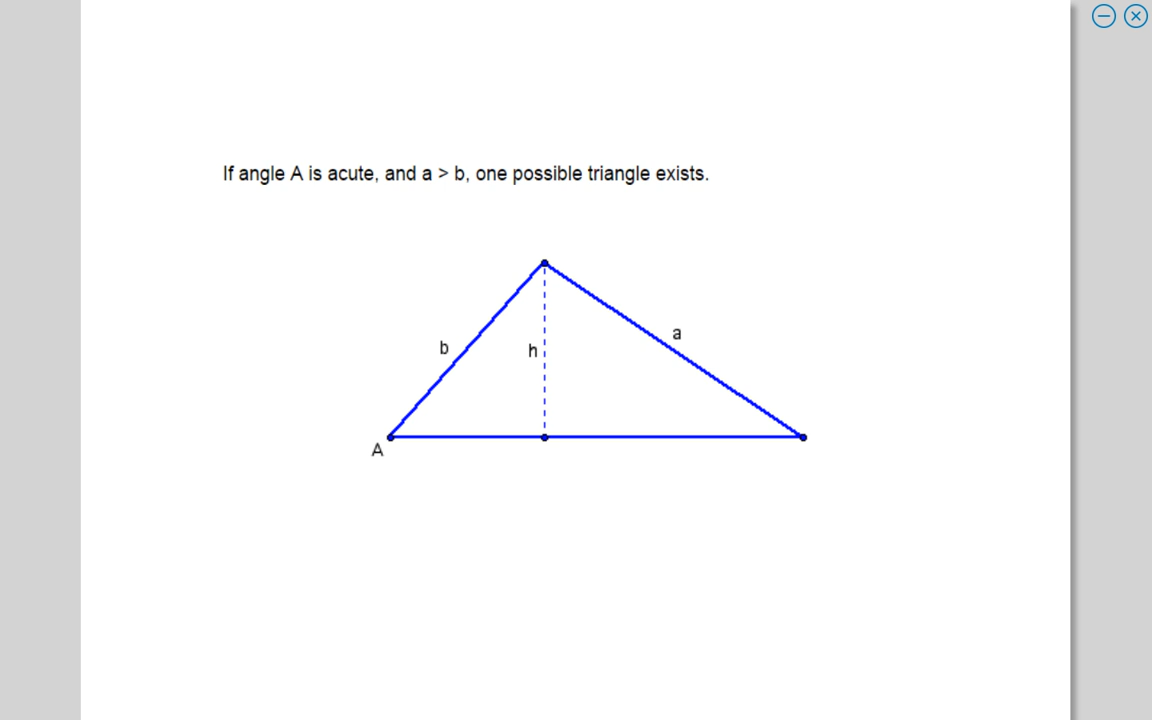 If angle A is acute, and a > b, one possible triangle exists.
a
b
h
A